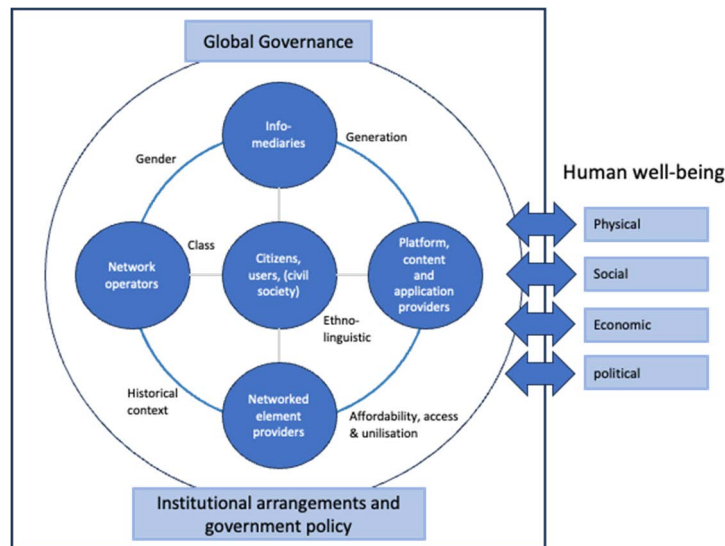 Global Governance
Info-
mediaries
Generation
Gender
Human well-being
Physical
Class
Citizens,
users, (civil
society)
Platform,
content
and
application
providers
Network
operators
Social
Ethno-
linguistic
Economic
political
Historical
context
Networked
element
providers
Affordability, access
& unilisation
Institutional arrangements and
government policy